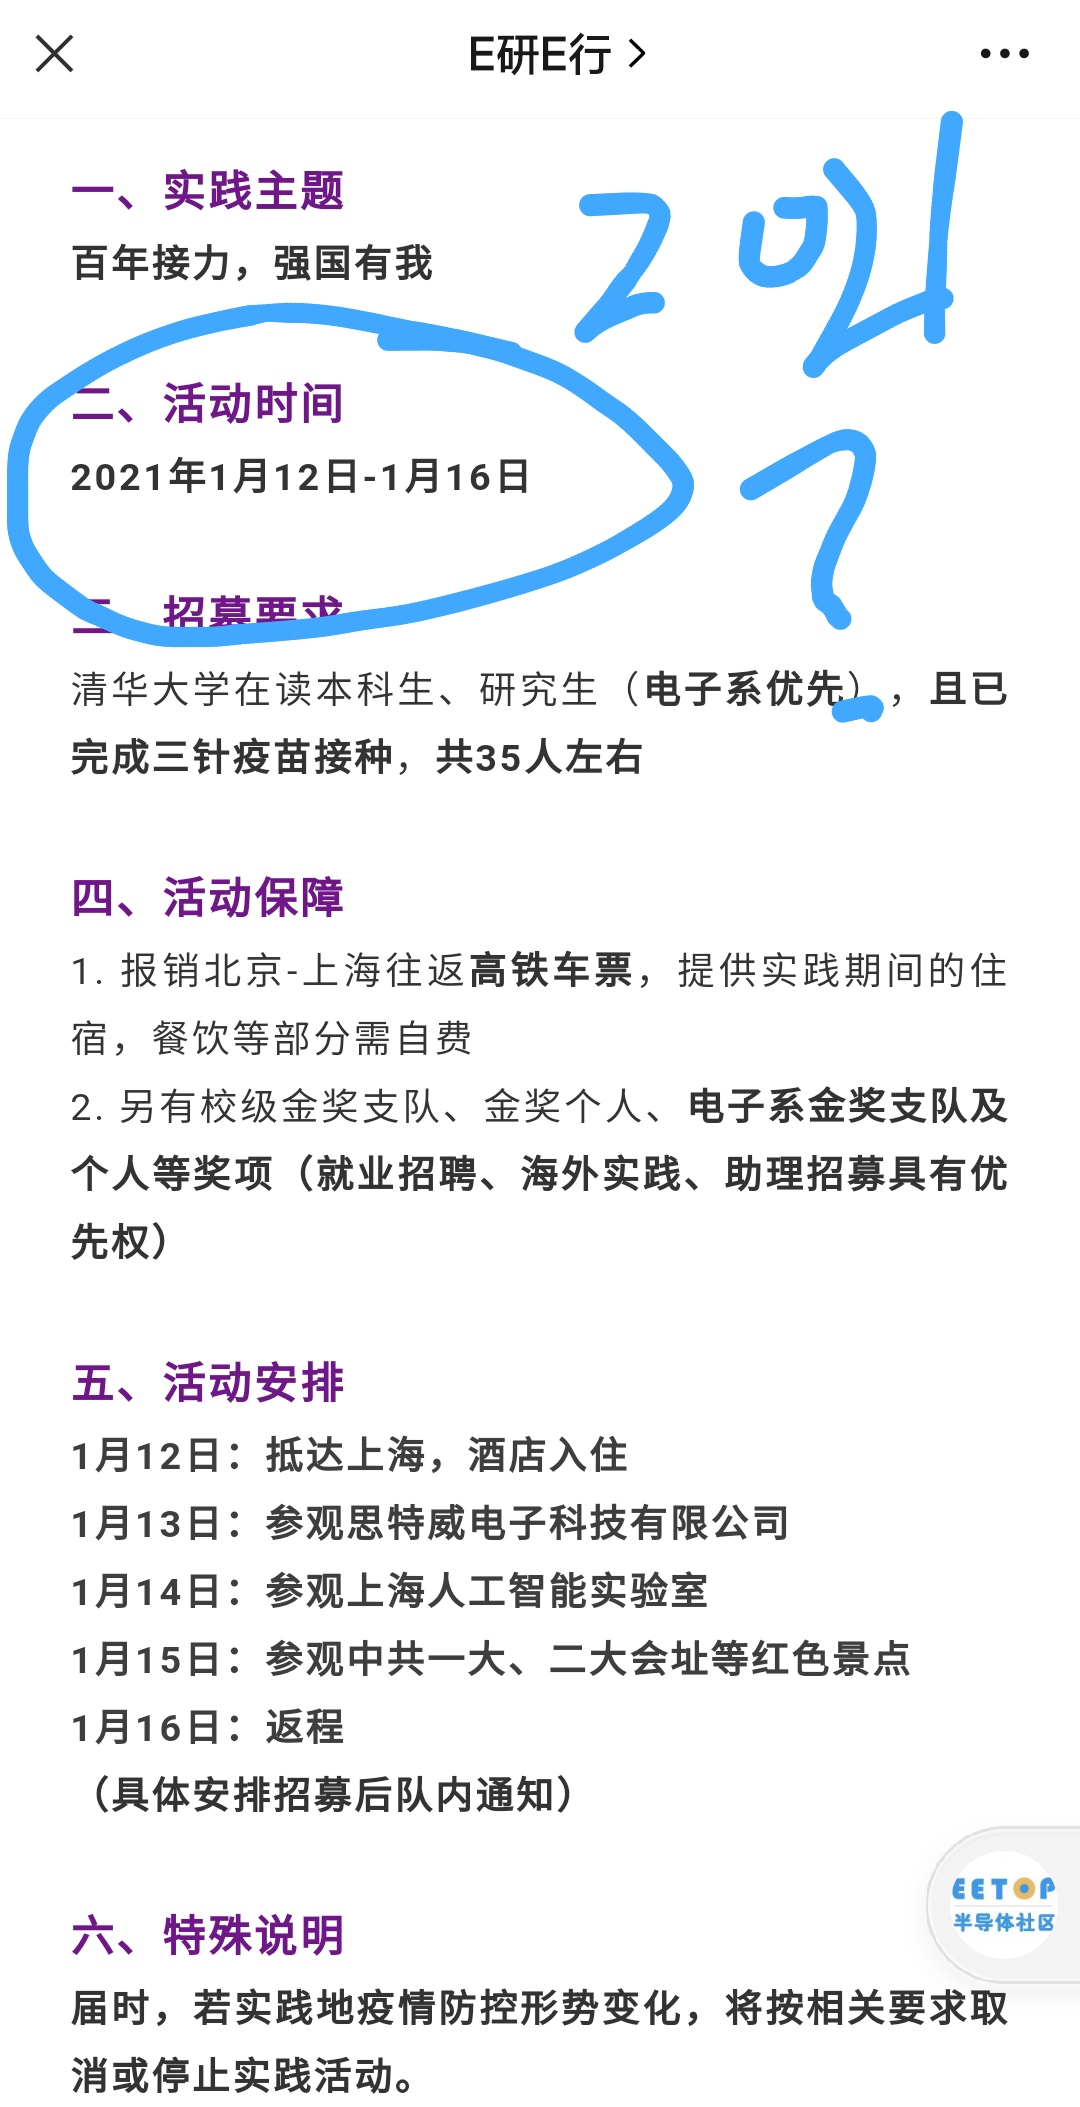 E研E行
一、实践主题
2021
百年接力，强国有我
二、活动时间
2021年1月12日-1月16日
?
三、招募要求
清华大学在读本科生、研究生（电子系优先），且已
完成三针疫苗接种，共35人左右
四、活动保障
1. 报销北京-上海往返高铁车票，提供实践期间的住
宿，餐饮等部分需自费
2. 另有校级金奖支队、金奖个人、电子系金奖支队及
个人等奖项（就业招聘、海外实践、助理招募具有优
先权）
五、活动安排
1月12日：抵达上海，酒店入住
1月13日：参观思特威电子科技有限公司
1月14日：参观上海人工智能实验室
1月15日：参观中共一大、二大会址等红色景点
1月16日：返程
（具体安排招募后队内通知）
EETOP
半导体社区
六、特殊说明
届时，若实践地疫情防控形势变化，将按相关要求取
消或停止实践活动。